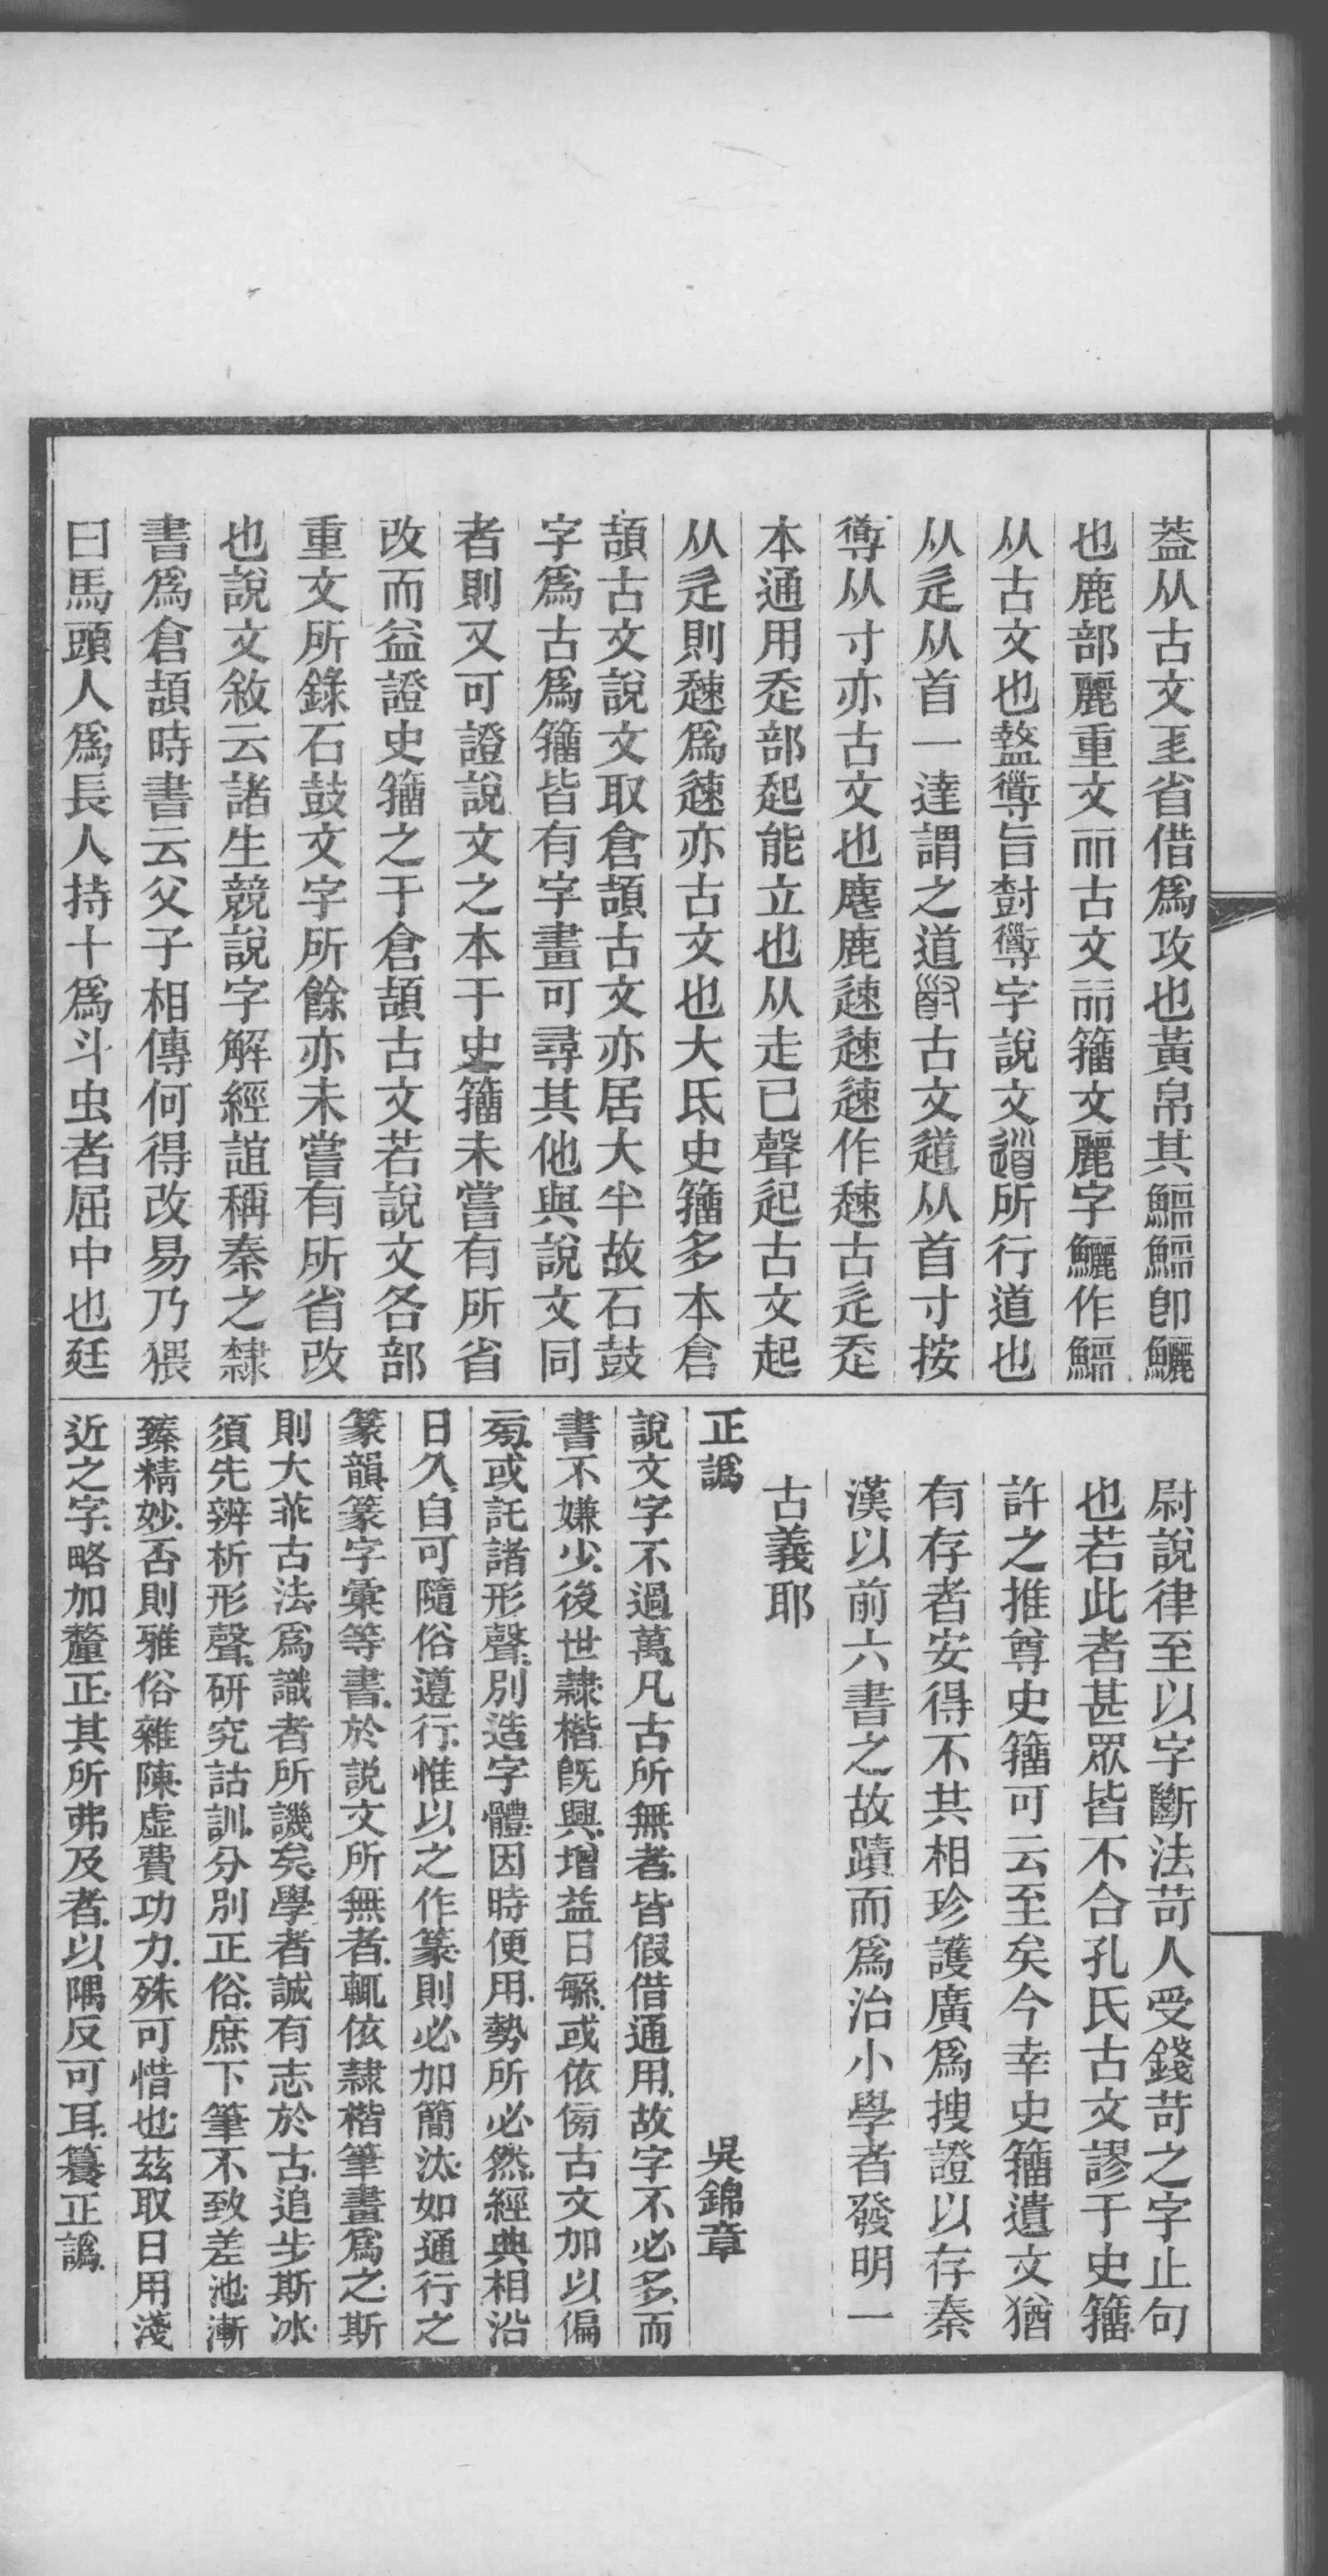 蓋从古文𦣞省借爲攻也黃帛其鱺即鱺
也鹿部麗重文丽古文籒文麗字鱺作
从古文也盩導旨對導字說文所行道也
从辵从首一達謂之道古文道从首寸按
導从寸亦古文也麀鹿速速速作古辵
本通用部起能立也从走巳聲起古文起
从辵則爲速亦古文也大氐史籒多本倉
頡古文說文取倉頡古文亦居大半故石鼓
字爲古爲籒皆有字畫可尋其他與說文同
者則又可證說文之本于史籒未嘗有所省
改而益證史籒之于倉頡古文若說文各部
重文所錄石鼓文字所餘亦未嘗有所省改
也說文敘云諸生競說字解經誼稱秦之隸
書爲倉頡時書云父子相傳何得改易乃猥
曰馬頭人爲長人持十爲斗虫者屈中也廷
尉說律至以字斷法苛人受錢苛之字止句
也若此者甚眾皆不合孔氏古文謬于史籒
許之推尊史籒可云至矣今幸史籒遺文猶
有存者安得不共相珍護廣爲搜證以存秦
漢以前六書之故蹟而爲治小學者發明一
古義耶
正譌　吳錦章
說文字不過萬、凡古所無者、皆假借通用、故字不必多、而
書不嫌少、後世隸楷既興、增益日緐、或依仿古文加以偏
旁、或託諸形聲、別造字體、因時便用、勢所必然、經典相沿
日久、自可隨俗遵行、惟以之作篆、則必加簡汰、如通行之
篆韻篆字彙等書、於說文所無者、輒依隸楷筆畫爲之、斯
則大乖古法、爲識者所譏矣、學者誠有志於古、追步斯冰、
須先辨析形聲、研究詁訓、分別正俗、庶下筆不致差池、漸
臻精妙、否則雅俗雜陳、虛費功力、殊可惜也、茲取日用淺
近之字、略加釐正、其所弗及者、以隅反可耳、篹正譌、